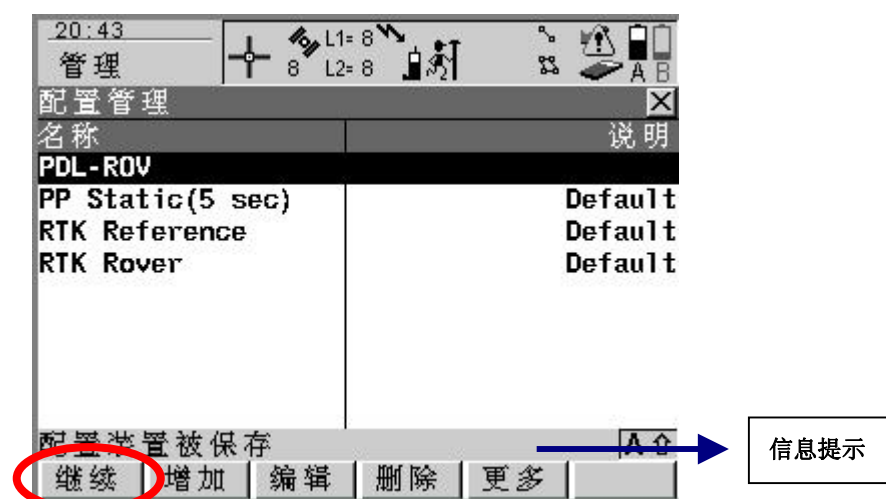 20:43
管理
8
L1= 8
L2= 8
A B
配置管理
名称 说明
PDL-ROV
PP Static(5 sec) Default
RTK Reference Default
RTK Rover Default
配置装置被保存 A⇧
信息提示
继续 增加 编辑 删除 更多